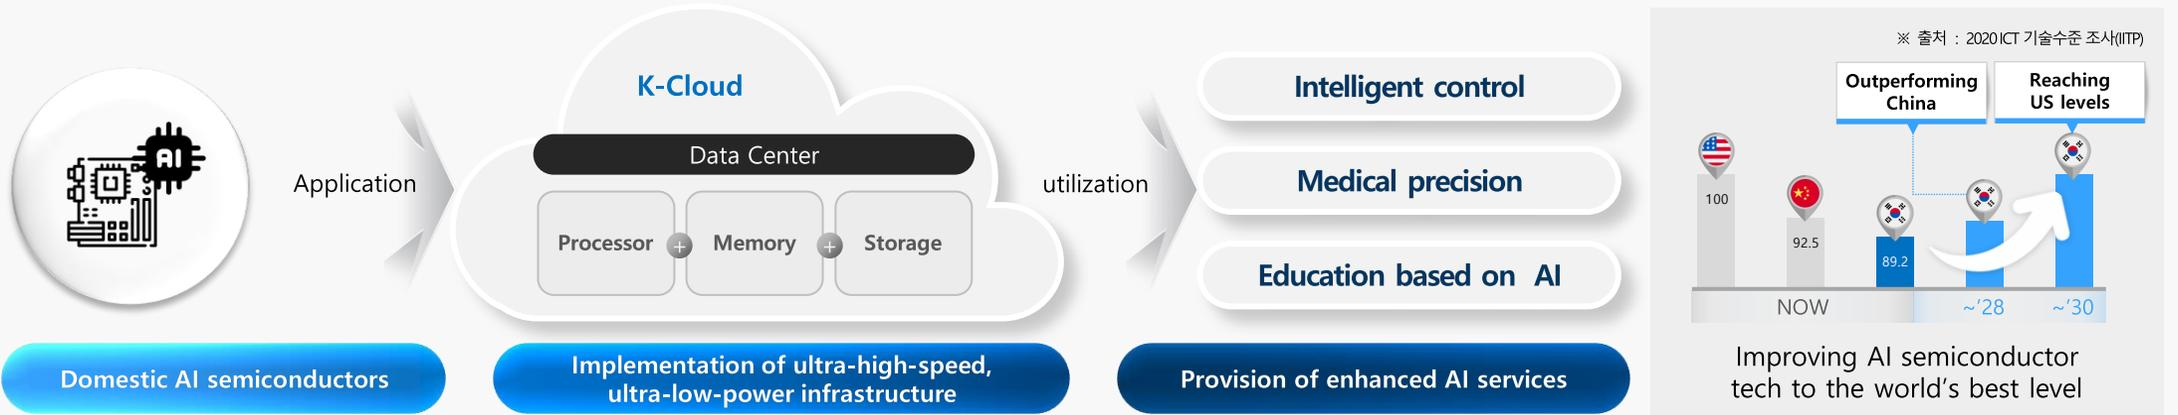 AI
Domestic AI semiconductors
Application
K-Cloud
Data Center
Processor + Memory + Storage
Implementation of ultra-high-speed,
ultra-low-power infrastructure
utilization
Intelligent control
Medical precision
Education based on AI
Provision of enhanced AI services
※ 출처 : 2020 ICT 기술수준 조사(IITP)
Outperforming
China
Reaching
US levels
100
92.5
89.2
NOW
~’28
~’30
Improving AI semiconductor
tech to the world’s best level